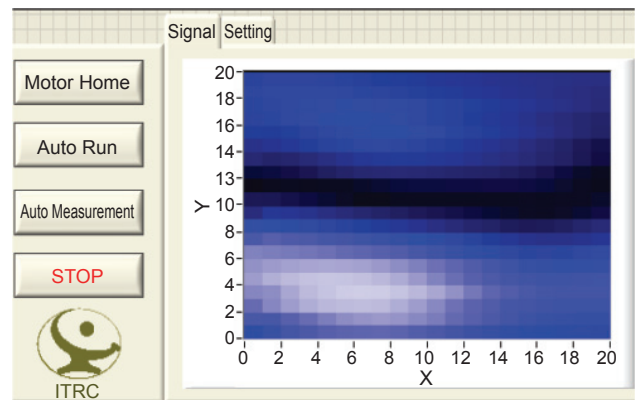 Signal Setting
Motor Home
Auto Run
Auto Measurement
STOP
ITRC
20
18
16
14
13
10
8
6
4
2
0
Y
0 2 4 6 8 10 12 14 16 18 20
X